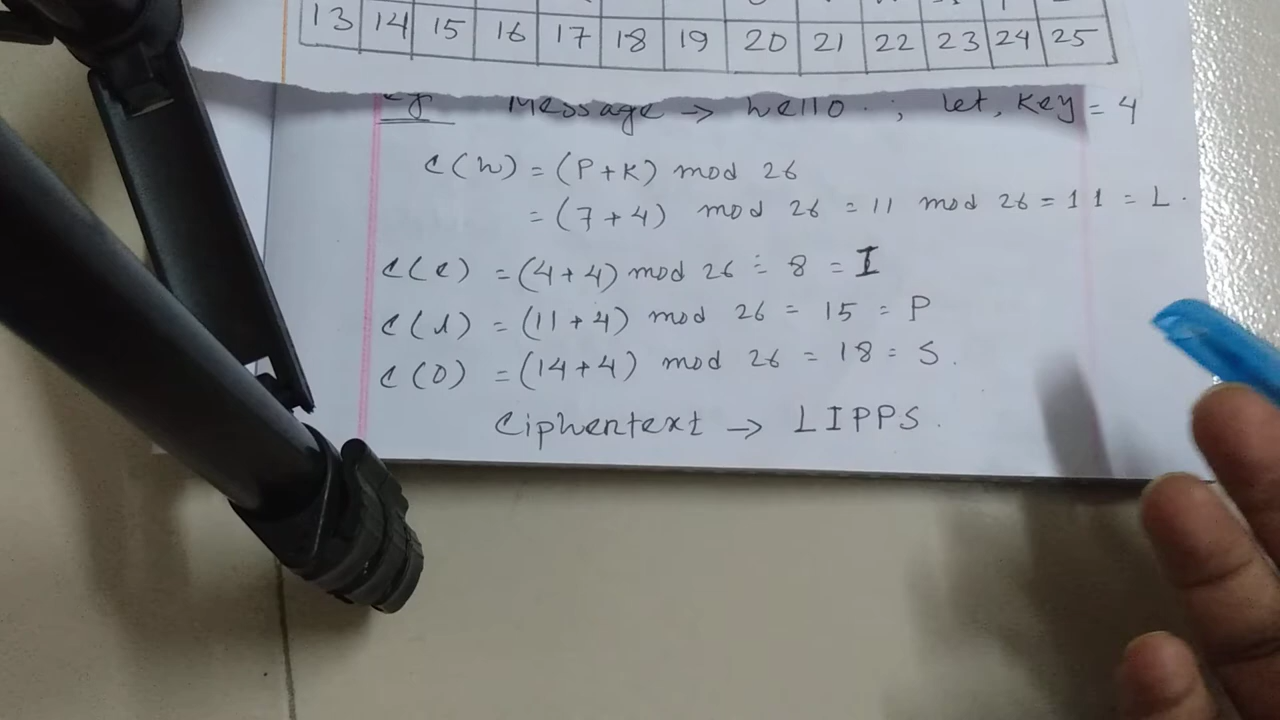 13 14 15 16 17 18 19 20 21 22 23 24 25
eg Message → hello. ; let, Key = 4
C(h) = (P+K) mod 26
= (7+4) mod 26 = 11 mod 26 = 11 = L.
C(e) = (4+4) mod 26 = 8 = I
C(l) = (11+4) mod 26 = 15 = P
C(O) = (14+4) mod 26 = 18 = S.
Ciphertext → LIPPS.